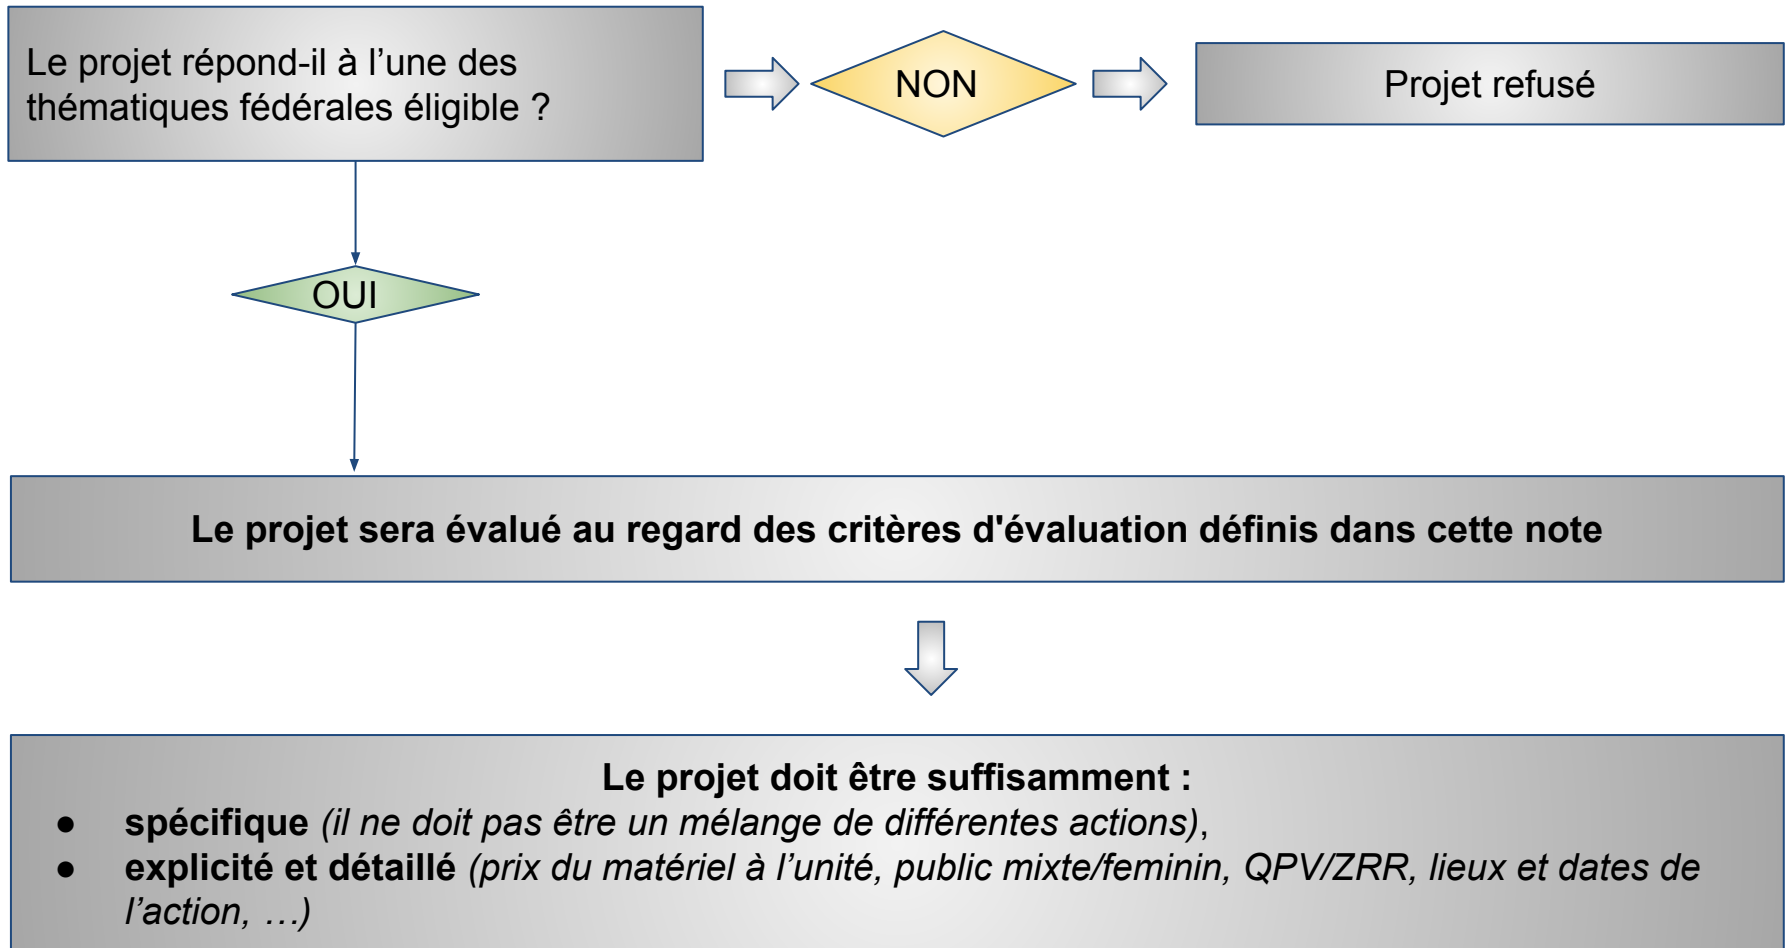 Le projet répond-il à l’une des
thématiques fédérales éligible ?
NON
Projet refusé
OUI
Le projet sera évalué au regard des critères d'évaluation définis dans cette note
Le projet doit être suffisamment :
● spécifique (il ne doit pas être un mélange de différentes actions),
● explicité et détaillé (prix du matériel à l’unité, public mixte/feminin, QPV/ZRR, lieux et dates de
l’action, …)